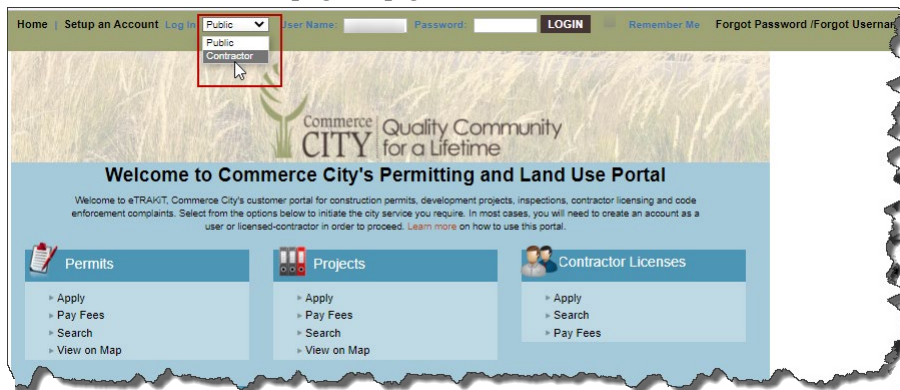 Home | Setup an Account Log In: Public User Name: Password: LOGIN Remember Me Forgot Password /Forgot Usernam
Public
Contractor
Commerce CITY Quality Community for a Lifetime
Welcome to Commerce City's Permitting and Land Use Portal
Welcome to eTRAKiT, Commerce City's customer portal for construction permits, development projects, inspections, contractor licensing and code
enforcement complaints. Select from the options below to initiate the city service you require. In most cases, you will need to create an account as a
user or licensed-contractor in order to proceed. Learn more on how to use this portal.
Permits
Apply
Pay Fees
Search
View on Map
Projects
Apply
Pay Fees
Search
View on Map
Contractor Licenses
Apply
Search
Pay Fees